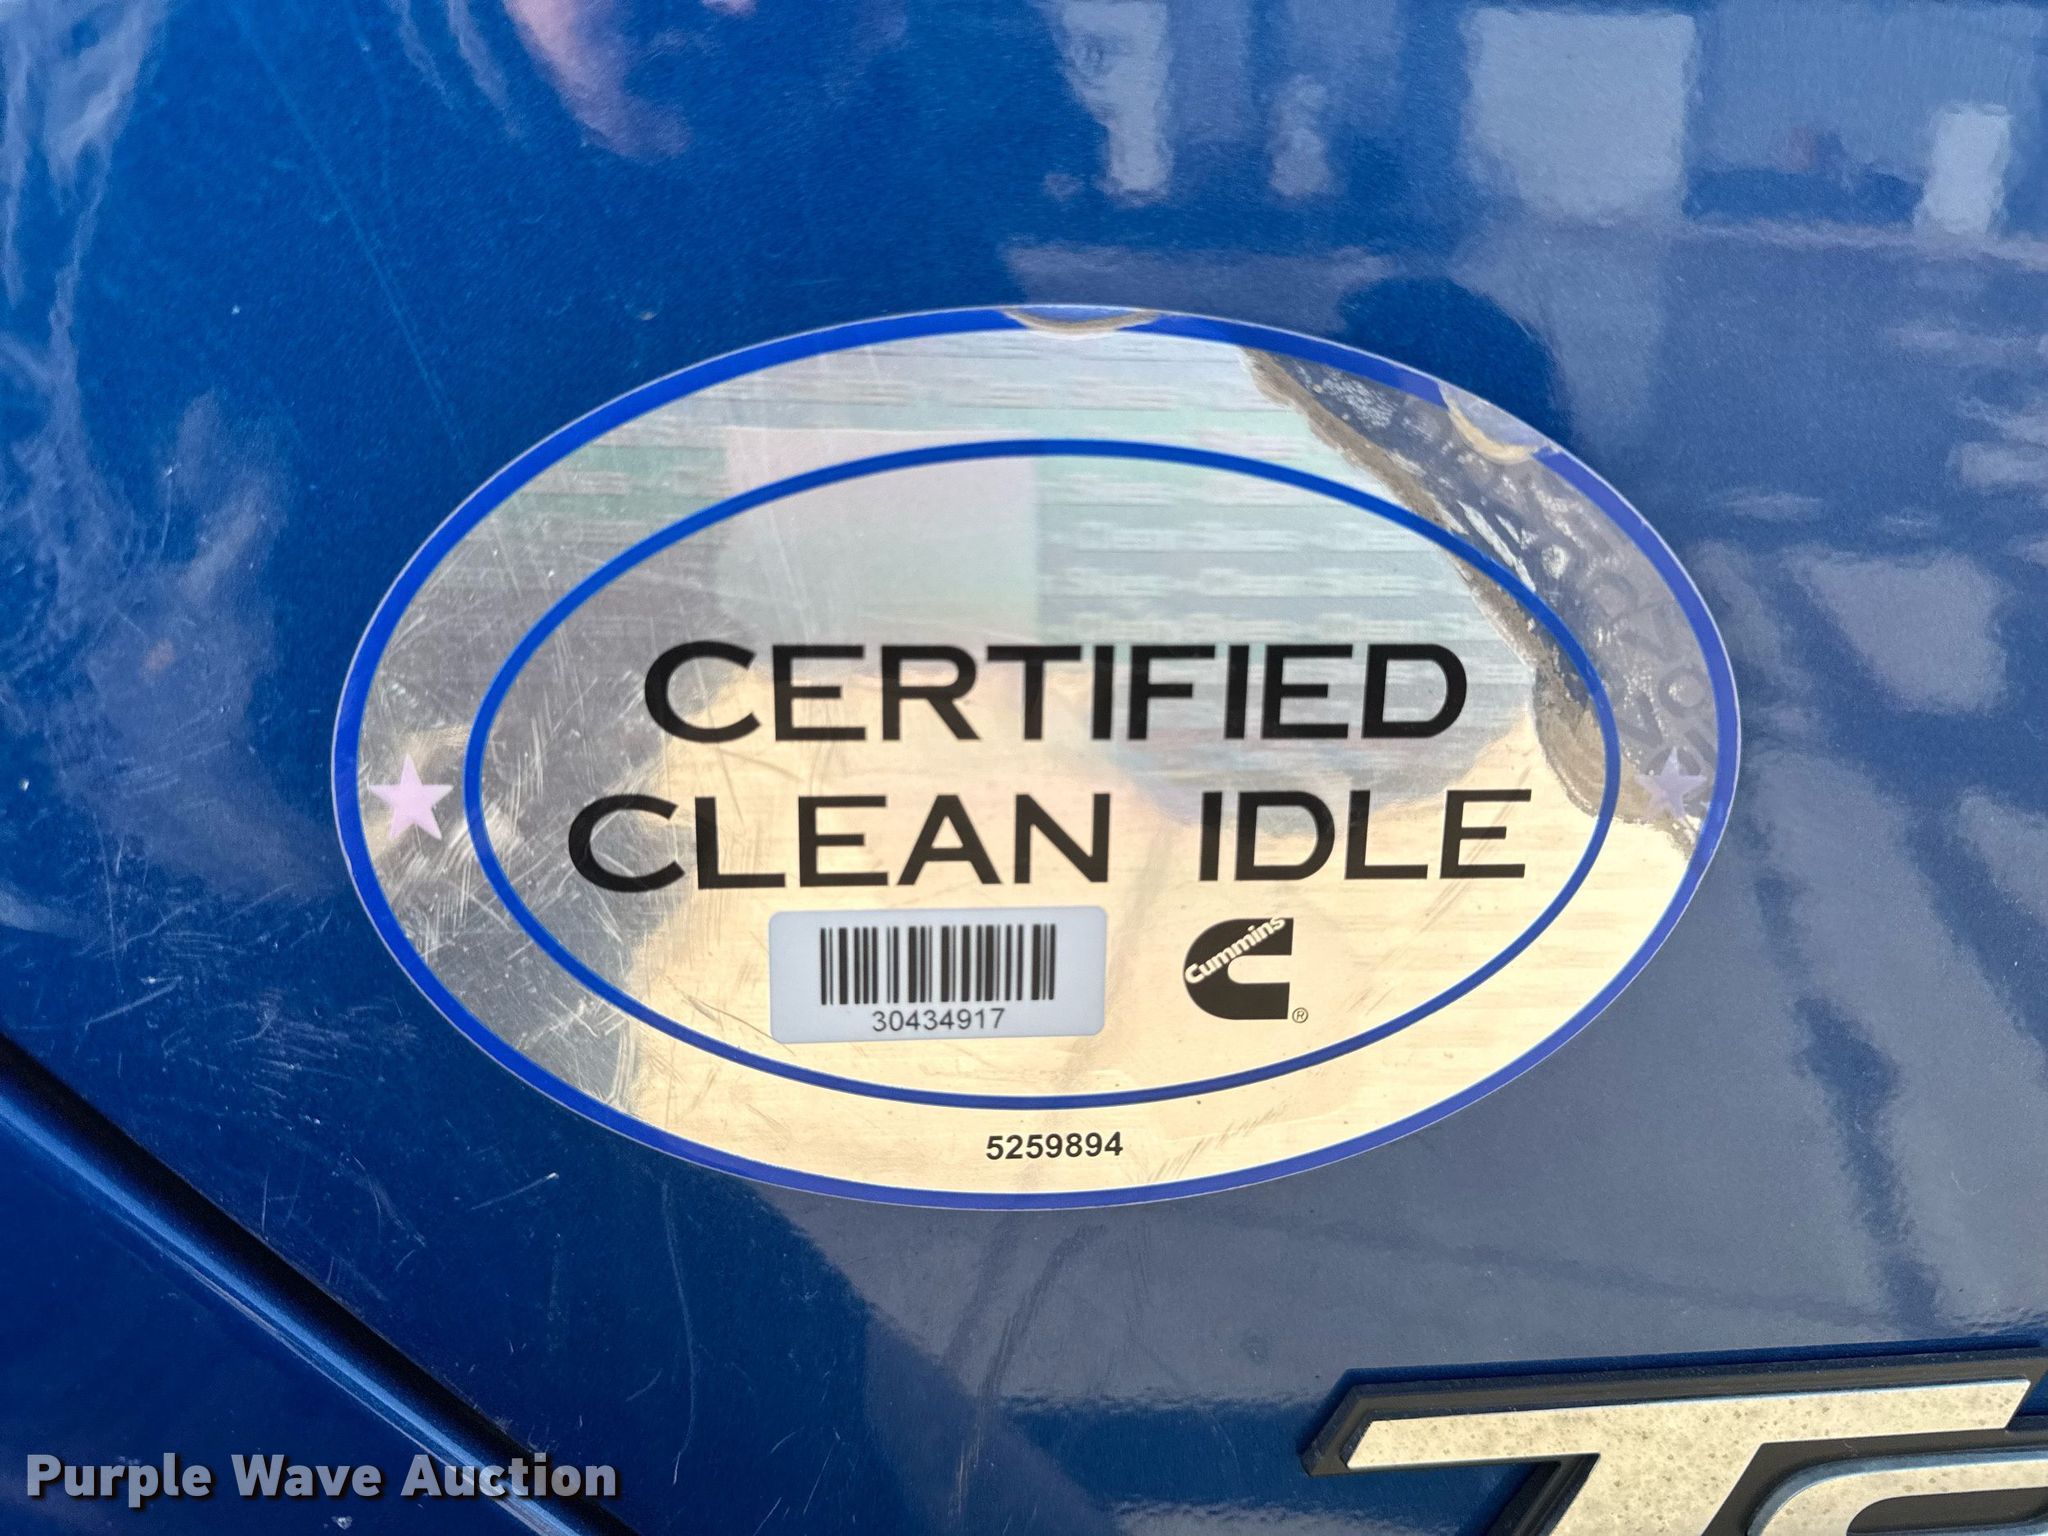 CERTIFIED
CLEAN IDLE
Cummins
®
30434917
5259894
Purple Wave Auction